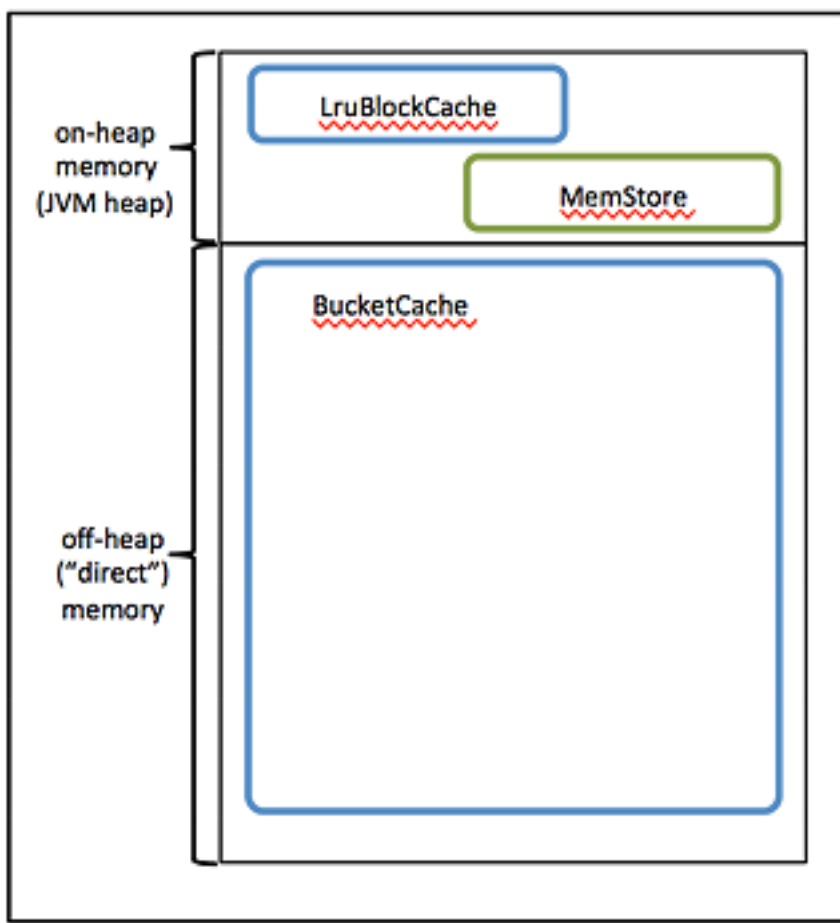 LruBlockCache
on-heap
memory
(JVM heap)
MemStore
BucketCache
off-heap
(“direct”)
memory